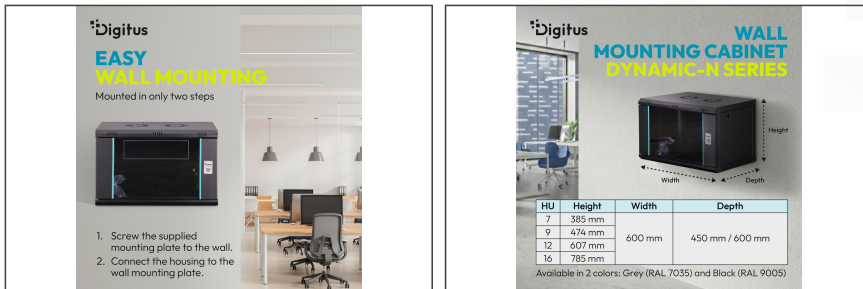 Digitus
EASY
WALL MOUNTING
Mounted in only two steps
1. Screw the supplied
mounting plate to the wall.
2. Connect the housing to the
wall mounting plate.
Digitus
WALL
MOUNTING CABINET
DYNAMIC-N SERIES
Height
Width
Depth
HU Height Width Depth
7 385 mm
9 474 mm
600 mm 450 mm / 600 mm
12 607 mm
16 785 mm
Available in 2 colors: Grey (RAL 7035) and Black (RAL 9005)